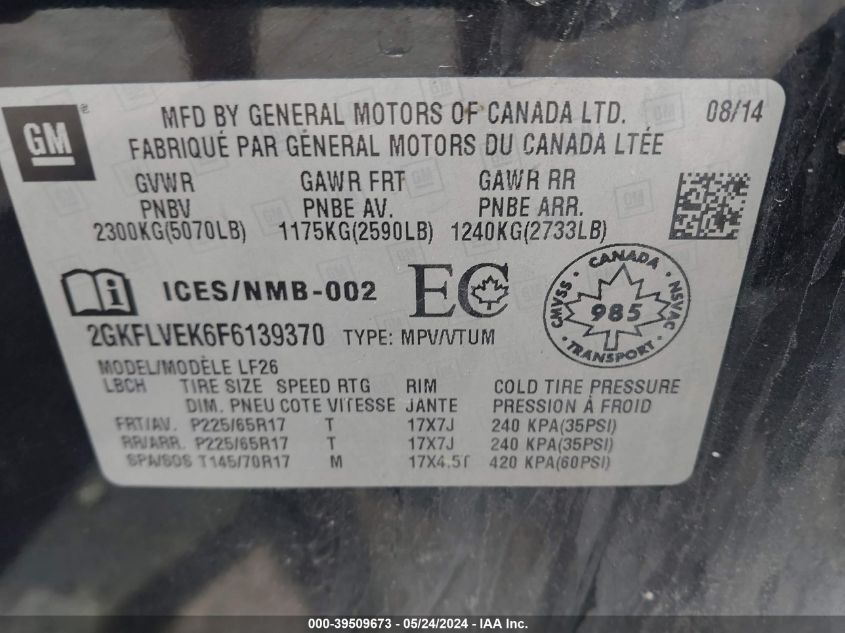 GM
MFD BY GENERAL MOTORS OF CANADA LTD. 08/14
FABRIQUÉ PAR GÉNERAL MOTORS DU CANADA LTÉE
GVWR GAWR FRT GAWR RR
PNBV PNBE AV. PNBE ARR.
2300KG(5070LB) 1175KG(2590LB) 1240KG(2733LB)
i ICES/NMB-002 EC
CANADA
CMVSS 985 NSVAC
TRANSPORT
2GKFLVEK6F6139370 TYPE: MPV/VTUM
MODEL/MODÈLE LF26
LBCH TIRE SIZE SPEED RTG RIM COLD TIRE PRESSURE
DIM. PNEU COTE VITESSE JANTE PRESSION À FROID
FRT/AV. P225/65R17 T 17X7J 240 KPA(35PSI)
RR/ARR. P225/65R17 T 17X7J 240 KPA(35PSI)
SPA/SOS T145/70R17 M 17X4.5T 420 KPA(60PSI)
000-39509673 - 05/24/2024 - IAA Inc.